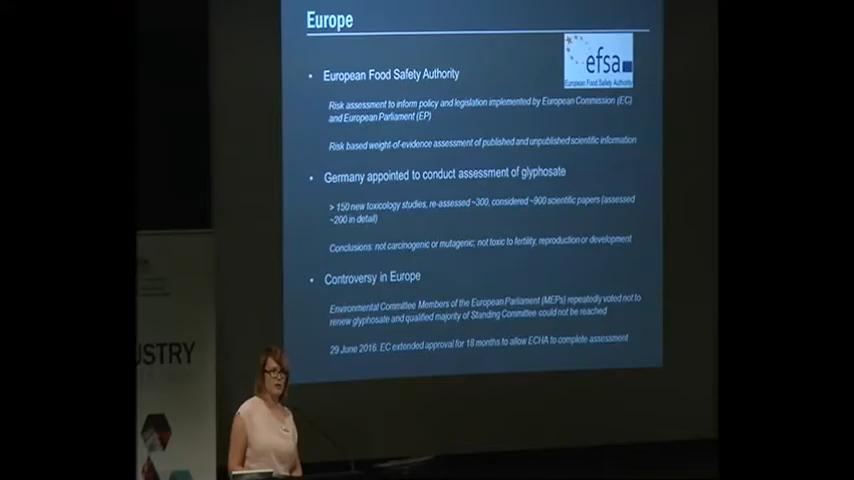 Europe
efsa
European Food Safety Authority
• European Food Safety Authority
Risk assessment to inform policy and legislation implemented by European Commission (EC)
and European Parliament (EP)
Risk based weight-of-evidence assessment of published and unpublished scientific information
• Germany appointed to conduct assessment of glyphosate
> 150 new toxicology studies, re-assessed ~300, considered ~900 scientific papers (assessed
~200 in detail)
Conclusions: not carcinogenic or mutagenic; not toxic to fertility, reproduction or development
• Controversy in Europe
Environmental Committee Members of the European Parliament (MEPs) repeatedly voted not to
renew glyphosate and qualified majority of Standing Committee could not be reached
29 June 2016: EC extended approval for 18 months to allow ECHA to complete assessment
USTRY